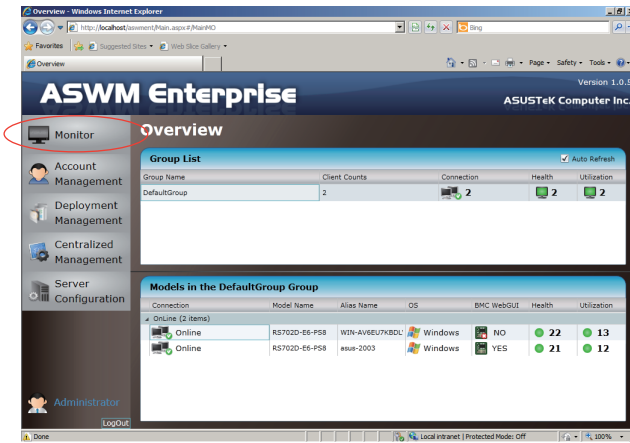 Overview - Windows Internet Explorer
http://localhost/aswment/Main.aspx#/MainMO
Bing
Favorites Suggested Sites Web Slice Gallery
Overview Page Safety Tools
Version 1.0.
ASWM Enterprise
ASUSTeK Computer Inc.
Monitor
Account Management
Deployment Management
Centralized Management
Server Configuration
Administrator
LogOut
Overview
Group List Auto Refresh
Group Name Client Counts Connection Health Utilization
DefaultGroup 2 2 2 2
Models in the DefaultGroup Group
Connection Model Name Alias Name OS BMC WebGUI Health Utilization
OnLine (2 items)
Online RS702D-E6-PS8 WIN-AV6EU7KBDL' Windows NO 22 13
Online RS702D-E6-PS8 asus-2003 Windows YES 21 12
Done Local intranet | Protected Mode: Off 100%